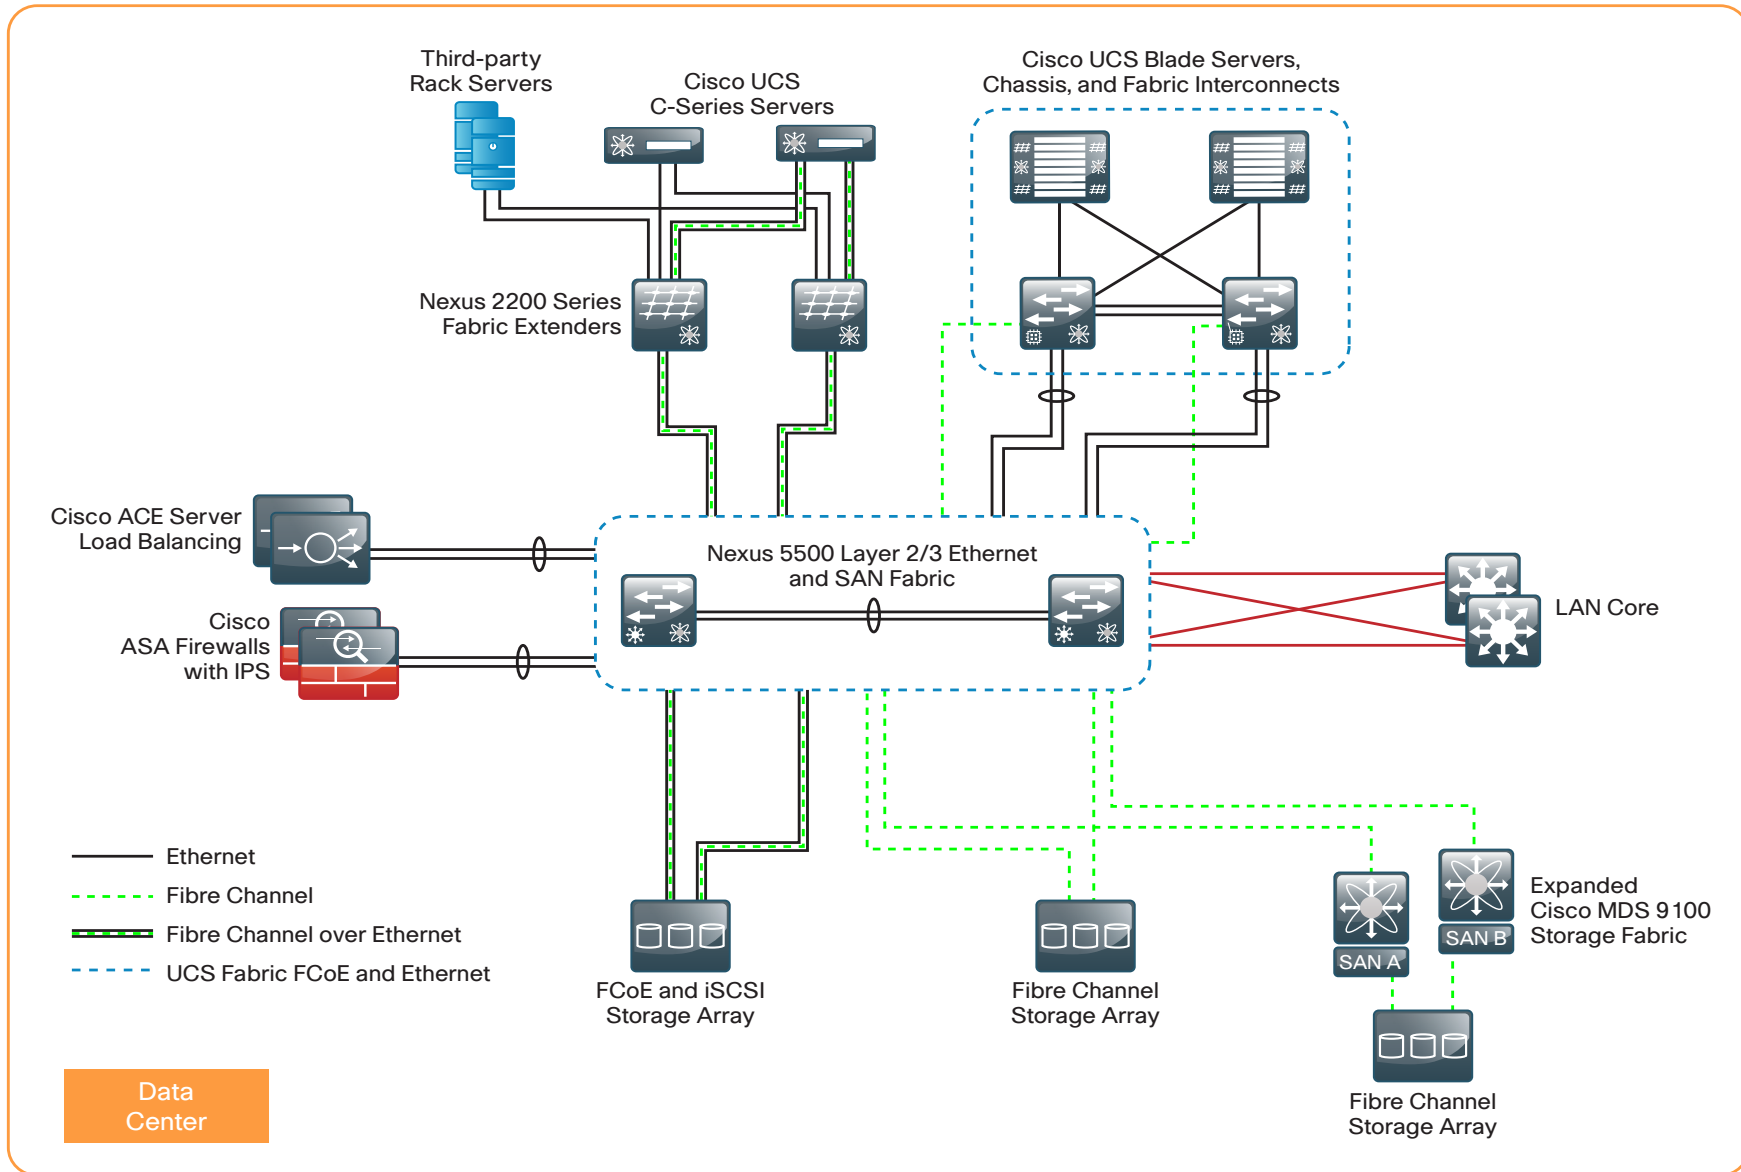 Third-party
Rack Servers
Cisco UCS
C-Series Servers
Cisco UCS Blade Servers,
Chassis, and Fabric Interconnects
Nexus 2200 Series
Fabric Extenders
Cisco ACE Server
Load Balancing
Nexus 5500 Layer 2/3 Ethernet
and SAN Fabric
LAN Core
Cisco
ASA Firewalls
with IPS
Ethernet
Fibre Channel
Fibre Channel over Ethernet
UCS Fabric FCoE and Ethernet
FCoE and iSCSI
Storage Array
Fibre Channel
Storage Array
SAN A
SAN B
Expanded
Cisco MDS 9100
Storage Fabric
Fibre Channel
Storage Array
Data
Center